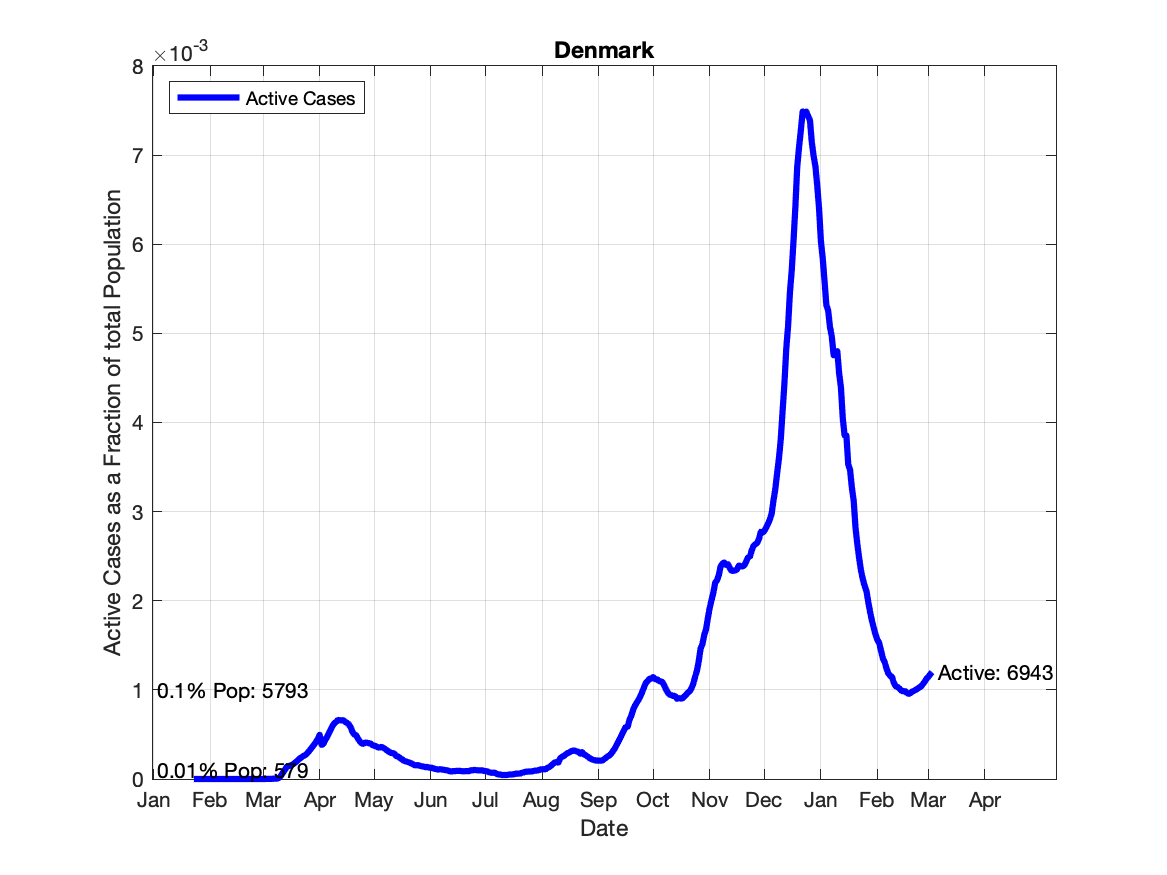 Denmark
×10-3
Active Cases
8
7
6
5
4
3
2
1
0
Active Cases as a Fraction of total Population
0.1% Pop: 5793
0.01% Pop: 579
Active: 6943
Jan Feb Mar Apr May Jun Jul Aug Sep Oct Nov Dec Jan Feb Mar Apr
Date